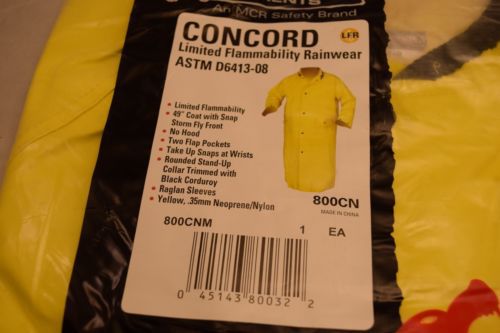 An MCR Safety Brand
CONCORD
LFR
Limited Flammability Rainwear
ASTM D6413-08
• Limited Flammability
• 49" Coat with Snap
Storm Fly Front
• No Hood
• Two Flap Pockets
• Take Up Snaps at Wrists
• Rounded Stand-Up
Collar Trimmed with
Black Corduroy
• Raglan Sleeves
• Yellow, .35mm Neoprene/Nylon
800CN
MADE IN CHINA
800CNM 1 EA
0 45143 80032 2